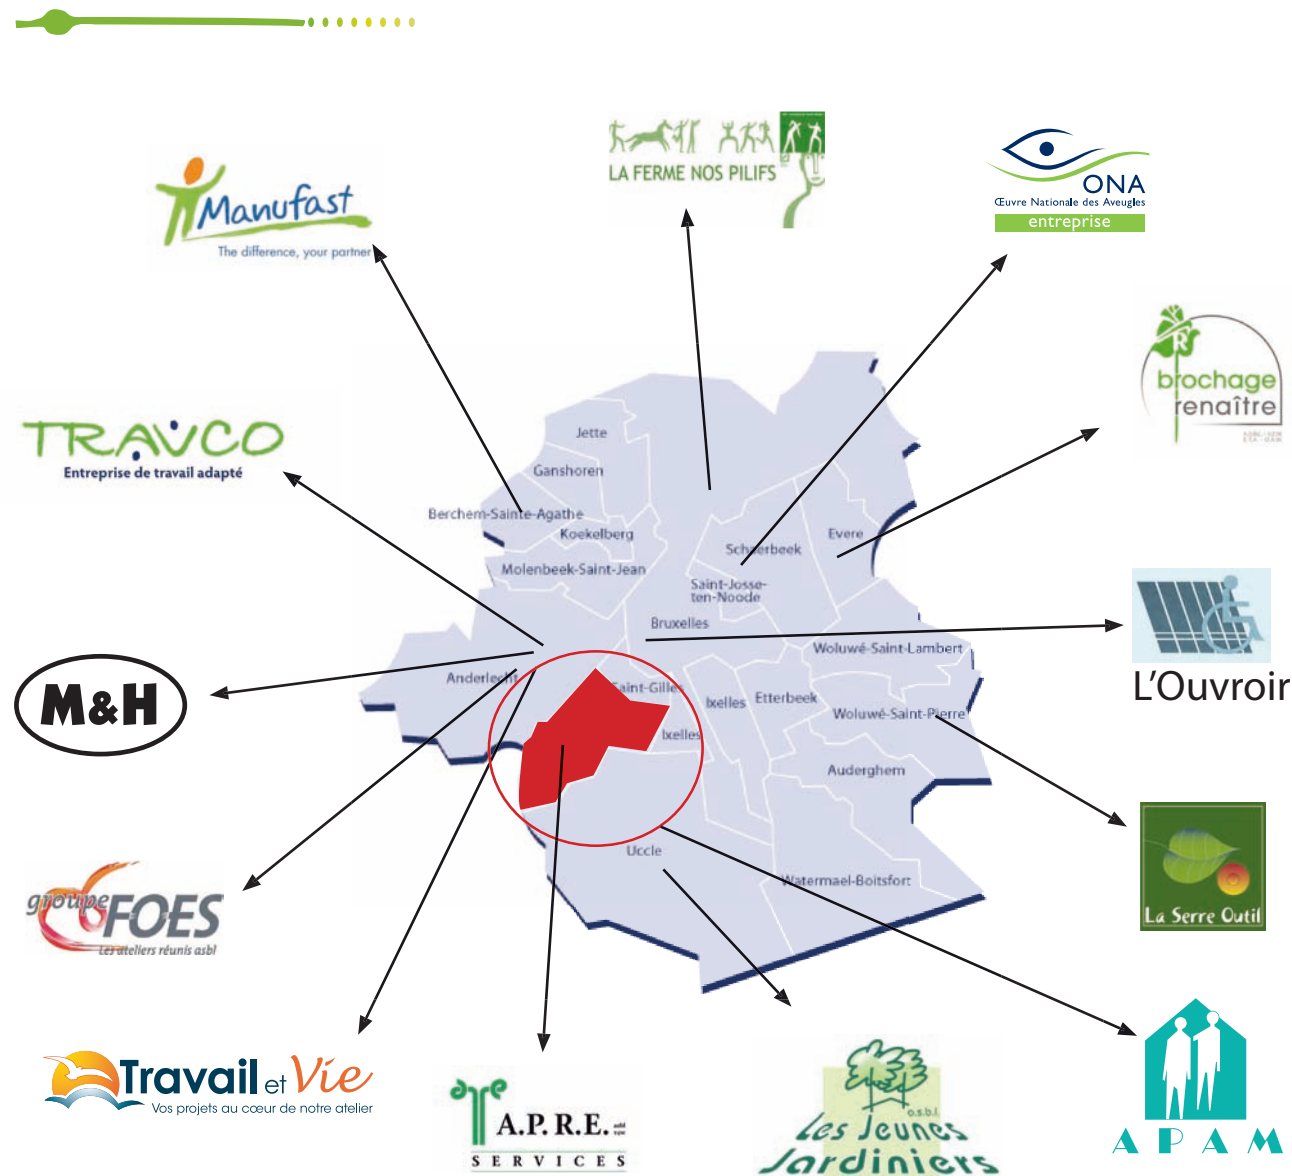 LA FERME NOS PILIFS
ONA
Œuvre Nationale des Aveugles
entreprise
Manufast
The difference, your partner
R
brochage
renaître
TRAVCO
Entreprise de travail adapté
Jette
Ganshoren
Berchem-Sainte-Agathe
Koekelberg
Molenbeek-Saint-Jean
Schaerbeek
Evere
Saint-Josse-
ten-Noode
Bruxelles
Woluwé-Saint-Lambert
Anderlecht
Saint-Gilles
Ixelles
Etterbeek
Woluwé-Saint-Pierre
Ixelles
Auderghem
Uccle
Watermael-Boitsfort
L'Ouvroir
M&H
La Serre Outil
groupe FOES
Les ateliers réunis asbl
Travail et Vie
Vos projets au cœur de notre atelier
A.P.R.E.
SERVICES
o.s.b.l.
Les Jeunes
Jardiniers
APAM